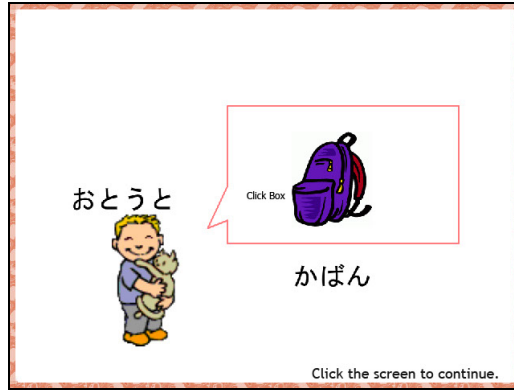 おとうと
Click Box
かばん
Click the screen to continue.